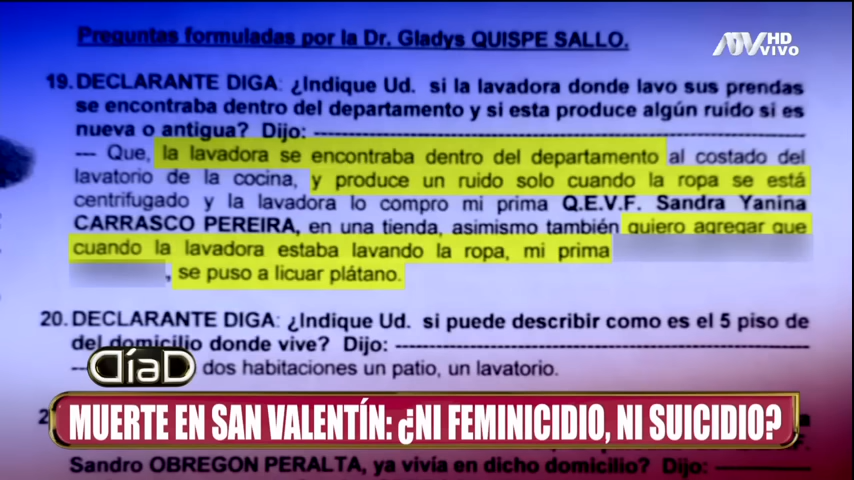 Preguntas formuladas por la Dr. Gladys QUISPE SALLO.
ATV HD
VIVO
19. DECLARANTE DIGA: ¿Indique Ud. si la lavadora donde lavo sus prendas
se encontraba dentro del departamento y si esta produce algún ruido si es
nueva o antigua? Dijo: ----------
--- Que, la lavadora se encontraba dentro del departamento al costado del
lavatorio de la cocina, y produce un ruido solo cuando la ropa se está
centrifugado y la lavadora lo compro mi prima Q.E.V.F. Sandra Yanina
CARRASCO PEREIRA, en una tienda, asimismo también quiero agregar que
cuando la lavadora estaba lavando la ropa, mi prima
, se puso a licuar plátano.
20. DECLARANTE DIGA: ¿Indique Ud. si puede describir como es el 5 piso de
del domicilio donde vive? Dijo: ----------
--- dos habitaciones un patio, un lavatorio.
DíaD
MUERTE EN SAN VALENTÍN: ¿NI FEMINICIDIO, NI SUICIDIO?
Sandro OBREGON PERALTA, ya vivía en dicho domicilio? Dijo: ----------